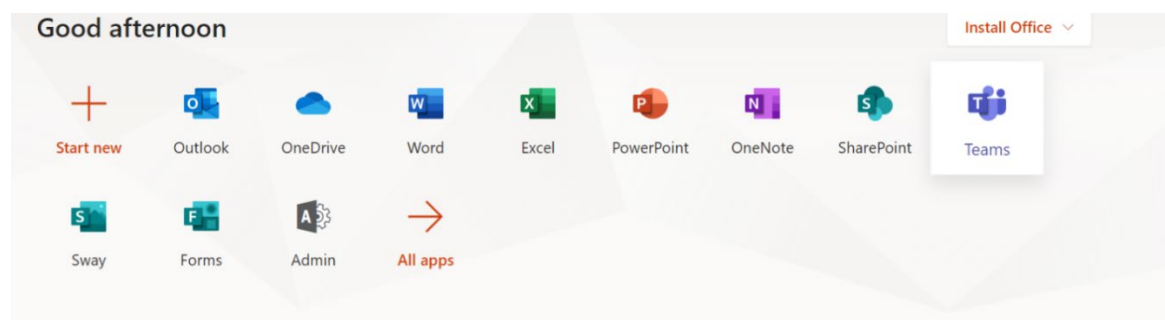 Good afternoon
Install Office
Start new
Outlook
OneDrive
Word
Excel
PowerPoint
OneNote
SharePoint
Teams
Sway
Forms
Admin
All apps